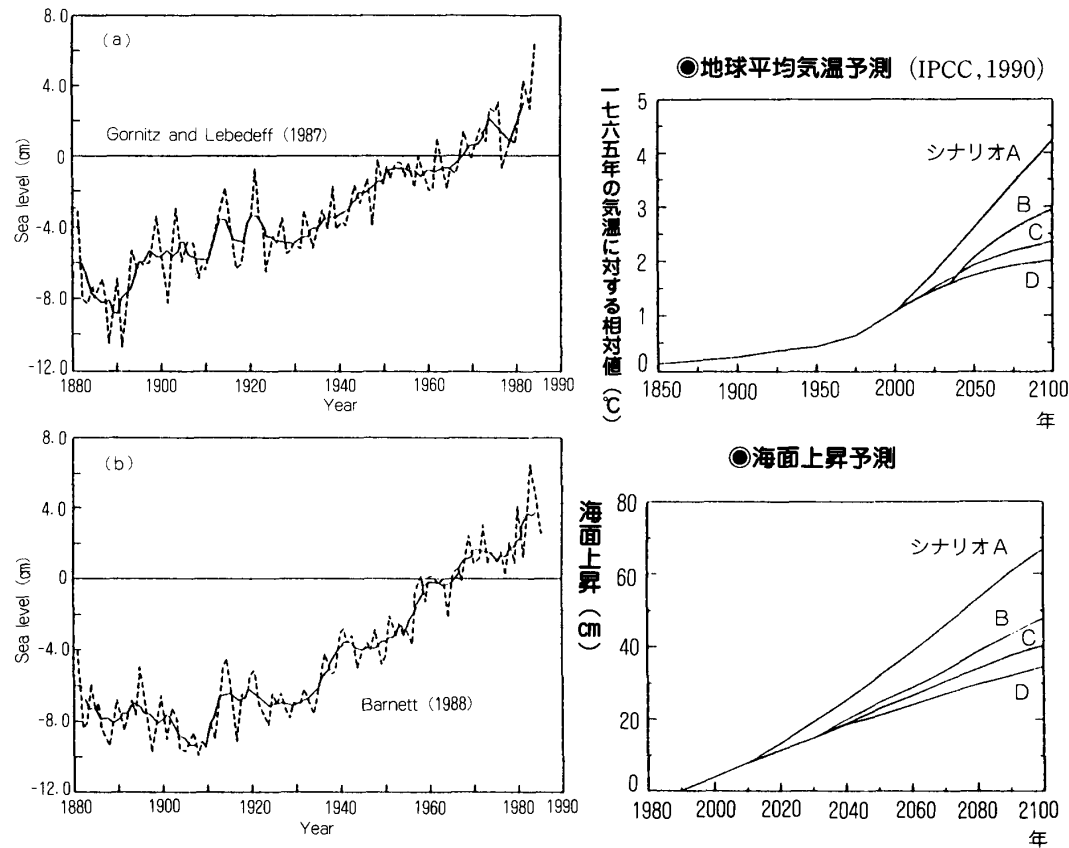 8.0
4.0
0
-4.0
-8.0
-12.0
Sea level (cm)
(a)
Gornitz and Lebedeff (1987)
1880 1900 1920 1940 1960 1980 1990
Year
8.0
4.0
0
-4.0
-8.0
-12.0
Sea level (cm)
(b)
Barnett (1988)
1880 1900 1920 1940 1960 1980 1990
Year
◉地球平均気温予測 (IPCC,1990)
一七六五年の気温に対する相対値(℃)
5
4
3
2
1
0
シナリオA
B
C
D
1850 1900 1950 2000 2050 2100
年
◉海面上昇予測
海面上昇(cm)
80
60
40
20
0
シナリオA
B
C
D
1980 2000 2020 2040 2060 2080 2100
年